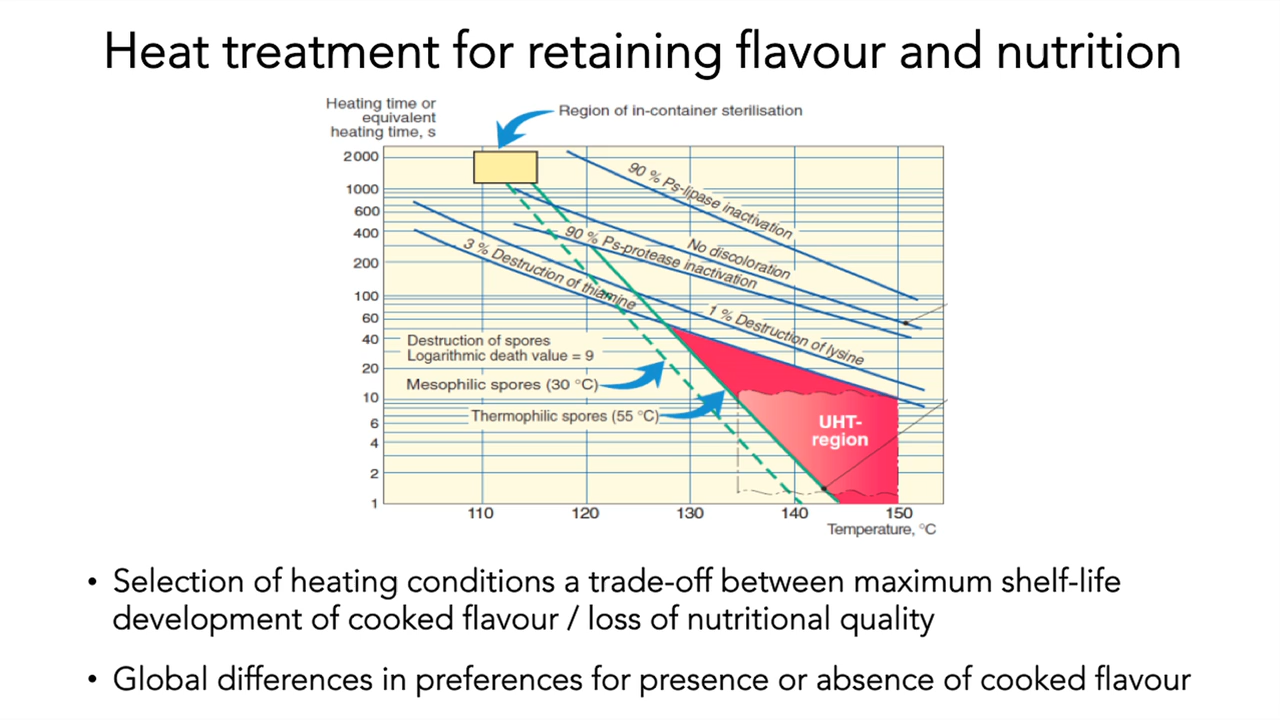 Heat treatment for retaining flavour and nutrition
Heating time or
equivalent
heating time, s
Region of in-container sterilisation
2 000
1000
600
400
200
100
60
40
20
10
6
4
2
1
90 % Ps-lipase inactivation
No discoloration
90 % Ps-protease inactivation
3 % Destruction of thiamine
1 % Destruction of lysine
Destruction of spores
Logarithmic death value = 9
Mesophilic spores (30 °C)
Thermophilic spores (55 °C)
UHT-
region
110
120
130
140
150
Temperature, °C
• Selection of heating conditions a trade-off between maximum shelf-life
development of cooked flavour / loss of nutritional quality
• Global differences in preferences for presence or absence of cooked flavour